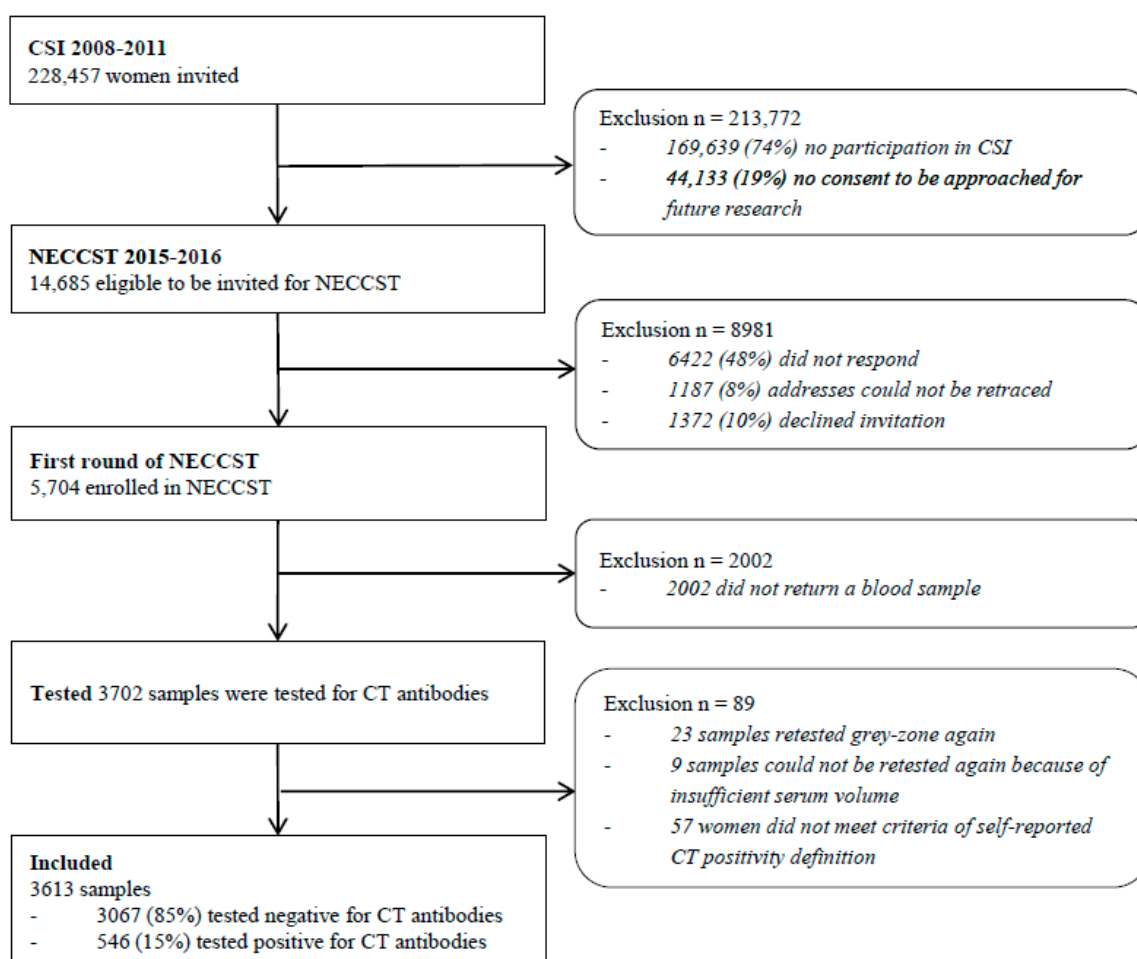 CSI 2008-2011
228,457 women invited
Exclusion n = 213,772
- 169,639 (74%) no participation in CSI
- 44,133 (19%) no consent to be approached for
future research
NECCST 2015-2016
14,685 eligible to be invited for NECCST
Exclusion n = 8981
- 6422 (48%) did not respond
- 1187 (8%) addresses could not be retraced
- 1372 (10%) declined invitation
First round of NECCST
5,704 enrolled in NECCST
Exclusion n = 2002
- 2002 did not return a blood sample
Tested 3702 samples were tested for CT antibodies
Exclusion n = 89
- 23 samples retested grey-zone again
- 9 samples could not be retested again because of
insufficient serum volume
- 57 women did not meet criteria of self-reported
CT positivity definition
Included
3613 samples
- 3067 (85%) tested negative for CT antibodies
- 546 (15%) tested positive for CT antibodies